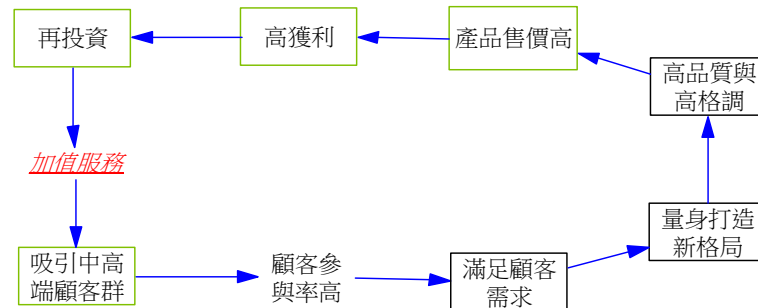 再投資
高獲利
產品售價高
高品質與
高格調
加值服務
量身打造
新格局
吸引中高
端顧客群
顧客參
與率高
滿足顧客
需求